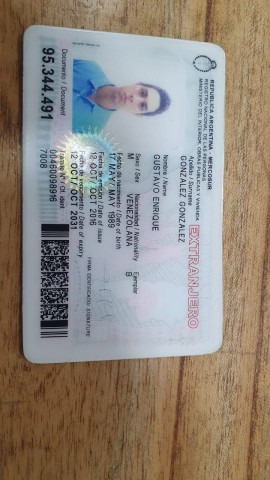 REPUBLICA ARGENTINA - MERCOSUR
REGISTRO NACIONAL DE LAS PERSONAS
MINISTERIO DEL INTERIOR, OBRAS PUBLICAS Y VIVIENDA
EXTRANJERO
Apellido / Surname
GONZALEZ GONZALEZ
Nombre / Name
GUSTAVO ENRIQUE
Sexo / Sex
Nacionalidad / Nationality
Ejemplar
M
VENEZOLANA
B
Fecha de nacimiento / Date of birth
17 MAY/ MAY 1989
Fecha de emisión / Date of issue
12 OCT/ OCT 2016
Fecha de vencimiento / Date of expiry
12 OCT/ OCT 2031
FIRMA IDENTIFICADO/ SIGNATURE
Documento / Document
95.344.491
Trámite Nº / Of. ident
00460098916
7008